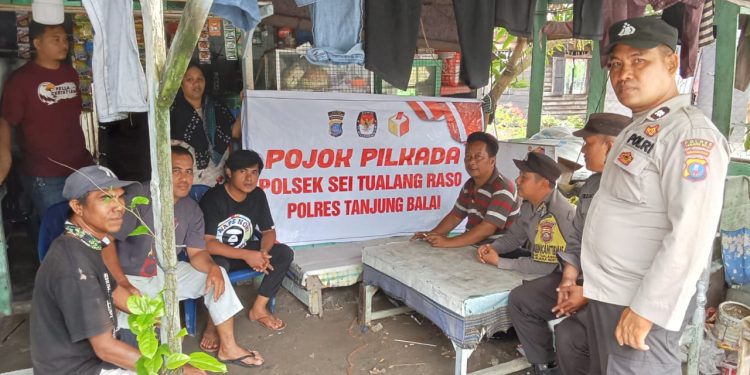 POJOK PILKADA
POLSEK SEI TUALANG RASO
POLRES TANJUNG BALAI
POLRI